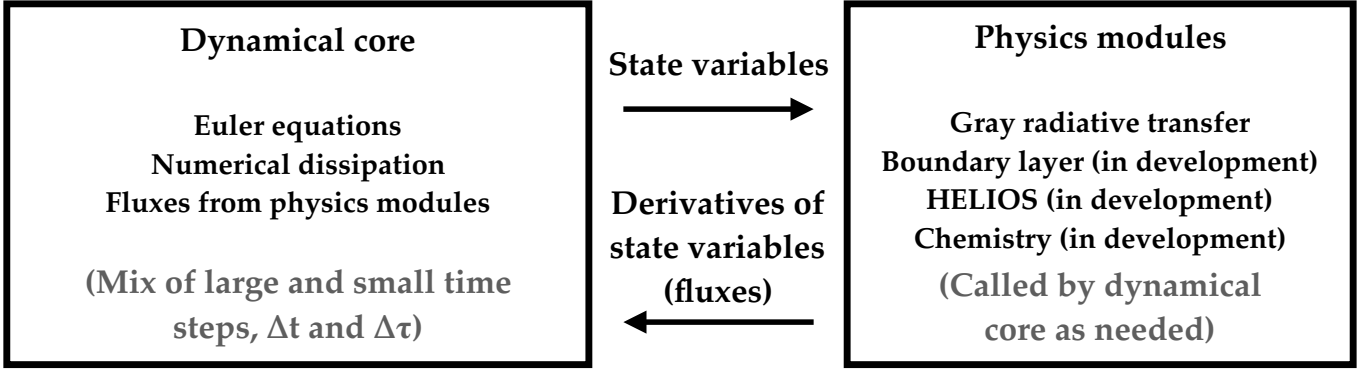 Dynamical core
Euler equations
Numerical dissipation
Fluxes from physics modules
(Mix of large and small time
steps, Δt and Δτ)
State variables
Derivatives of
state variables
(fluxes)
Physics modules
Gray radiative transfer
Boundary layer (in development)
HELIOS (in development)
Chemistry (in development)
(Called by dynamical
core as needed)